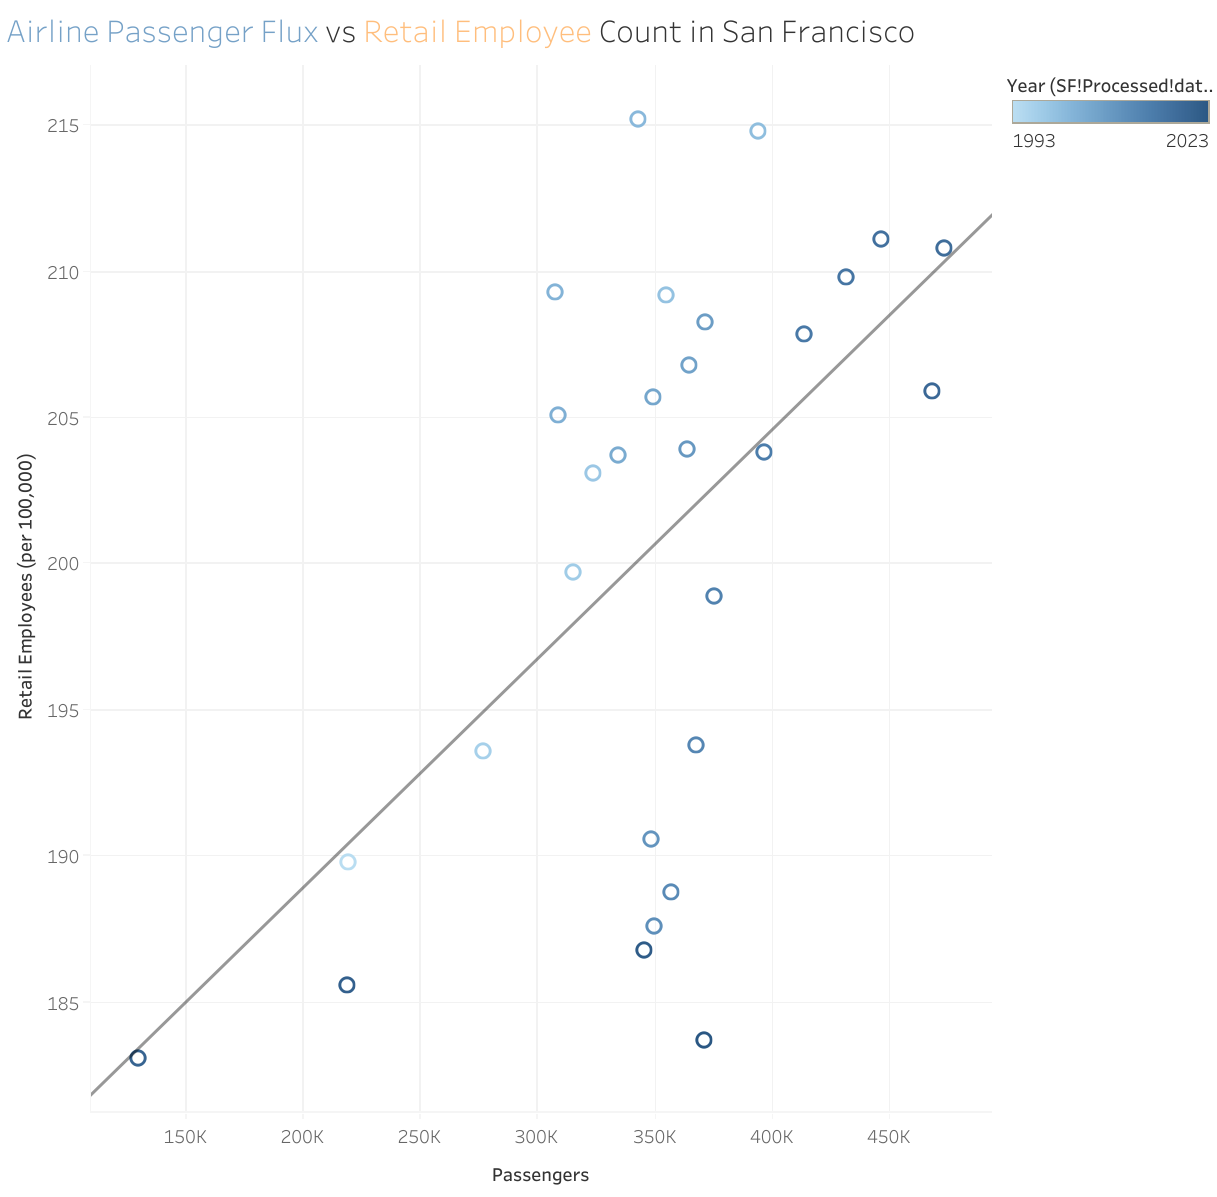 Airline Passenger Flux vs Retail Employee Count in San Francisco
Year (SF!Processed!dat..
1993 2023
215
210
205
200
195
190
185
Retail Employees (per 100,000)
150K 200K 250K 300K 350K 400K 450K
Passengers